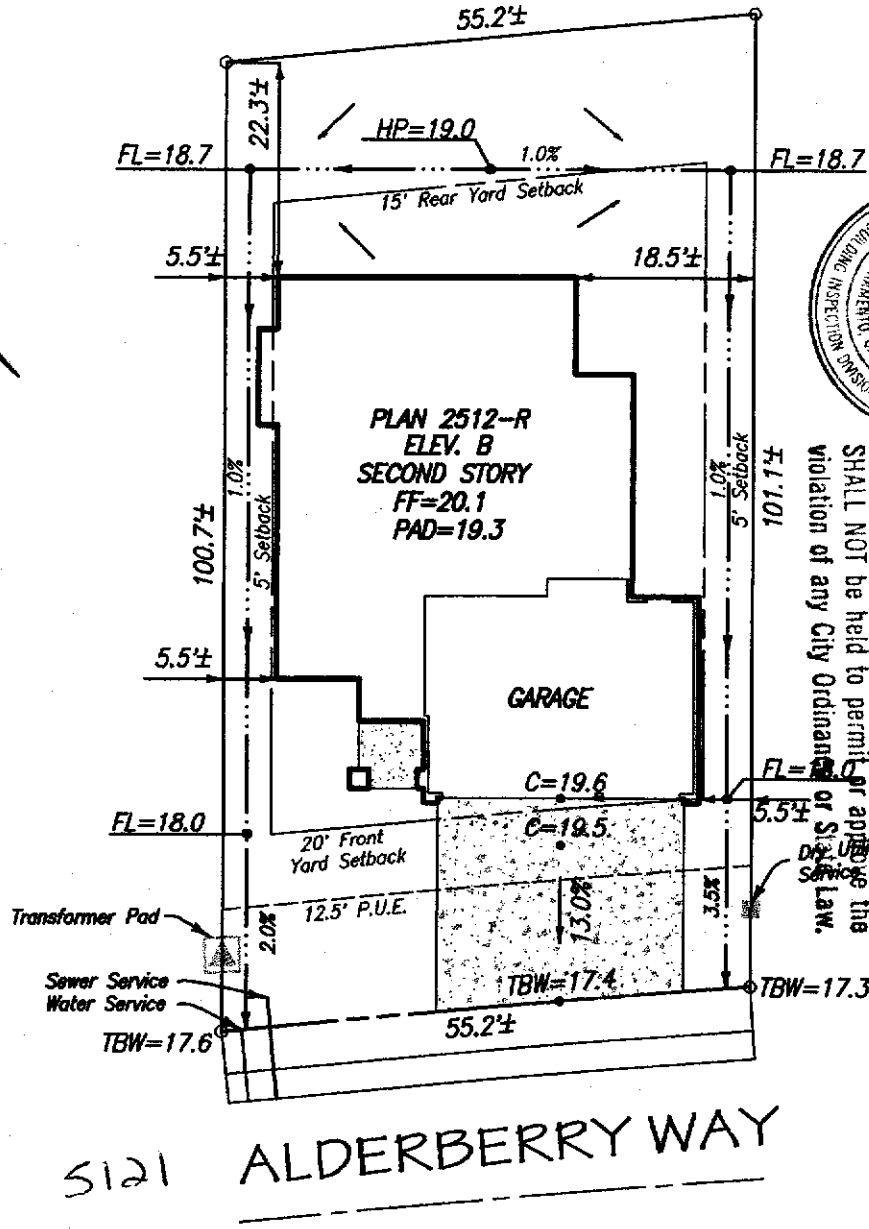 55.2'±
22.3'±
HP=19.0
1.0%
FL=18.7
FL=18.7
15' Rear Yard Setback
5.5'±
18.5'±
BUILDING INSPECTION DIVISION
PLAN 2512-R
ELEV. B
SECOND STORY
FF=20.1
PAD=19.3
1.0%
5' Setback
100.7'±
1.0%
5' Setback
101.1'±
SHALL NOT be held to permit or approve the
violation of any City Ordinance or State Law.
5.5'±
GARAGE
C=19.6
FL=18.0
5.5'±
C=19.5
FL=18.0
20' Front
Yard Setback
Dry Util
Service
12.5' P.U.E.
13.0%
3.5%
2.0%
Transformer Pad
Sewer Service
Water Service
TBW=17.4
TBW=17.3
TBW=17.6
55.2'±
5121 ALDERBERRY WAY